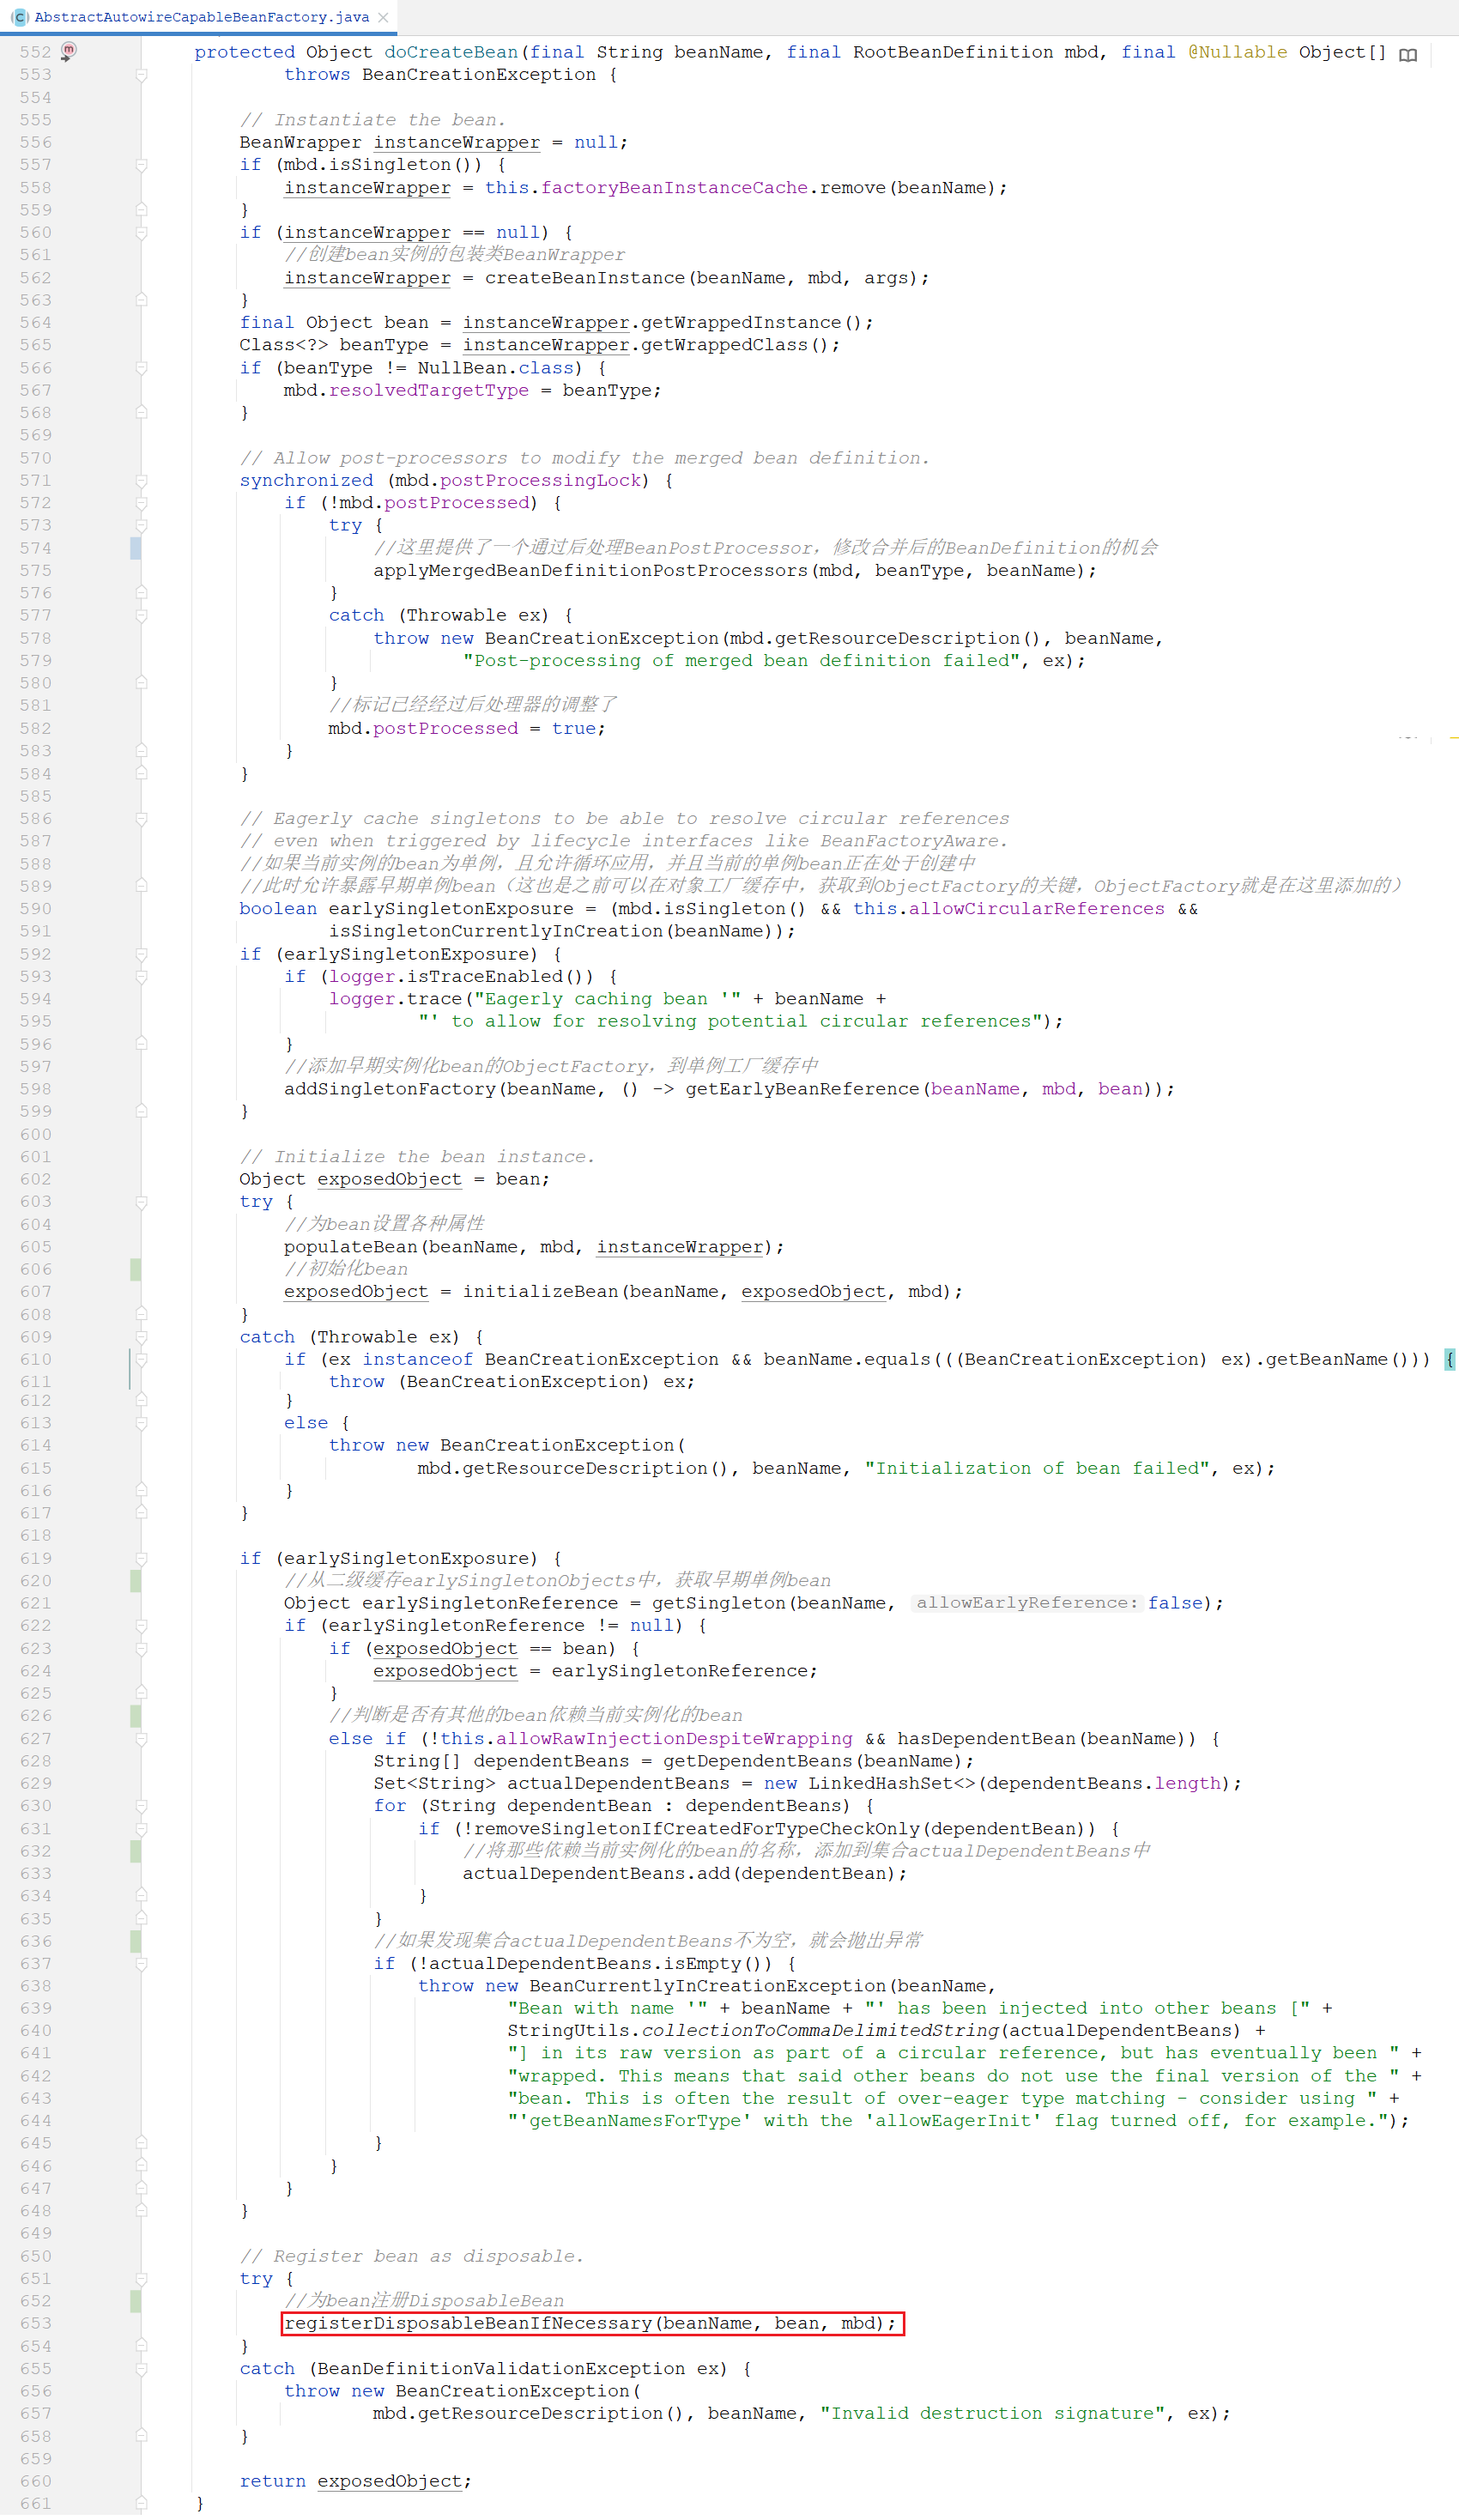 AbstractAutowireCapableBeanFactory.java
552 protected Object doCreateBean(final String beanName, final RootBeanDefinition mbd, final @Nullable Object[]
553 throws BeanCreationException {
554
555 // Instantiate the bean.
556 BeanWrapper instanceWrapper = null;
557 if (mbd.isSingleton()) {
558 instanceWrapper = this.factoryBeanInstanceCache.remove(beanName);
559 }
560 if (instanceWrapper == null) {
561 //创建bean实例的包装类BeanWrapper
562 instanceWrapper = createBeanInstance(beanName, mbd, args);
563 }
564 final Object bean = instanceWrapper.getWrappedInstance();
565 Class<?> beanType = instanceWrapper.getWrappedClass();
566 if (beanType != NullBean.class) {
567 mbd.resolvedTargetType = beanType;
568 }
569
570 // Allow post-processors to modify the merged bean definition.
571 synchronized (mbd.postProcessingLock) {
572 if (!mbd.postProcessed) {
573 try {
574 //这里提供了一个通过后处理BeanPostProcessor，修改合并后的BeanDefinition的机会
575 applyMergedBeanDefinitionPostProcessors(mbd, beanType, beanName);
576 }
577 catch (Throwable ex) {
578 throw new BeanCreationException(mbd.getResourceDescription(), beanName,
579 "Post-processing of merged bean definition failed", ex);
580 }
581 //标记已经经过后处理器的调整了
582 mbd.postProcessed = true;
583 }
584 }
585
586 // Eagerly cache singletons to be able to resolve circular references
587 // even when triggered by lifecycle interfaces like BeanFactoryAware.
588 //如果当前实例的bean为单例，且允许循环应用，并且当前的单例bean正在处于创建中
589 //此时允许暴露早期单例bean（这也是之前可以在对象工厂缓存中，获取到ObjectFactory的关键，ObjectFactory就是在这里添加的）
590 boolean earlySingletonExposure = (mbd.isSingleton() && this.allowCircularReferences &&
591 isSingletonCurrentlyInCreation(beanName));
592 if (earlySingletonExposure) {
593 if (logger.isTraceEnabled()) {
594 logger.trace("Eagerly caching bean '" + beanName +
595 "' to allow for resolving potential circular references");
596 }
597 //添加早期实例化bean的ObjectFactory，到单例工厂缓存中
598 addSingletonFactory(beanName, () -> getEarlyBeanReference(beanName, mbd, bean));
599 }
600
601 // Initialize the bean instance.
602 Object exposedObject = bean;
603 try {
604 //为bean设置各种属性
605 populateBean(beanName, mbd, instanceWrapper);
606 //初始化bean
607 exposedObject = initializeBean(beanName, exposedObject, mbd);
608 }
609 catch (Throwable ex) {
610 if (ex instanceof BeanCreationException && beanName.equals(((BeanCreationException) ex).getBeanName())) {
611 throw (BeanCreationException) ex;
612 }
613 else {
614 throw new BeanCreationException(
615 mbd.getResourceDescription(), beanName, "Initialization of bean failed", ex);
616 }
617 }
618
619 if (earlySingletonExposure) {
620 //从二级缓存earlySingletonObjects中，获取早期单例bean
621 Object earlySingletonReference = getSingleton(beanName, allowEarlyReference: false);
622 if (earlySingletonReference != null) {
623 if (exposedObject == bean) {
624 exposedObject = earlySingletonReference;
625 }
626 //判断是否有其他的bean依赖当前实例化的bean
627 else if (!this.allowRawInjectionDespiteWrapping && hasDependentBean(beanName)) {
628 String[] dependentBeans = getDependentBeans(beanName);
629 Set<String> actualDependentBeans = new LinkedHashSet<>(dependentBeans.length);
630 for (String dependentBean : dependentBeans) {
631 if (!removeSingletonIfCreatedForTypeCheckOnly(dependentBean)) {
632 //将那些依赖当前实例化的bean的名称，添加到集合actualDependentBeans中
633 actualDependentBeans.add(dependentBean);
634 }
635 }
636 //如果发现集合actualDependentBeans不为空，就会抛出异常
637 if (!actualDependentBeans.isEmpty()) {
638 throw new BeanCurrentlyInCreationException(beanName,
639 "Bean with name '" + beanName + "' has been injected into other beans [" +
640 StringUtils.collectionToCommaDelimitedString(actualDependentBeans) +
641 "] in its raw version as part of a circular reference, but has eventually been " +
642 "wrapped. This means that said other beans do not use the final version of the " +
643 "bean. This is often the result of over-eager type matching - consider using " +
644 "'getBeanNamesForType' with the 'allowEagerInit' flag turned off, for example.");
645 }
646 }
647 }
648 }
649
650 // Register bean as disposable.
651 try {
652 //为bean注册DisposableBean
653 registerDisposableBeanIfNecessary(beanName, bean, mbd);
654 }
655 catch (BeanDefinitionValidationException ex) {
656 throw new BeanCreationException(
657 mbd.getResourceDescription(), beanName, "Invalid destruction signature", ex);
658 }
659
660 return exposedObject;
661 }